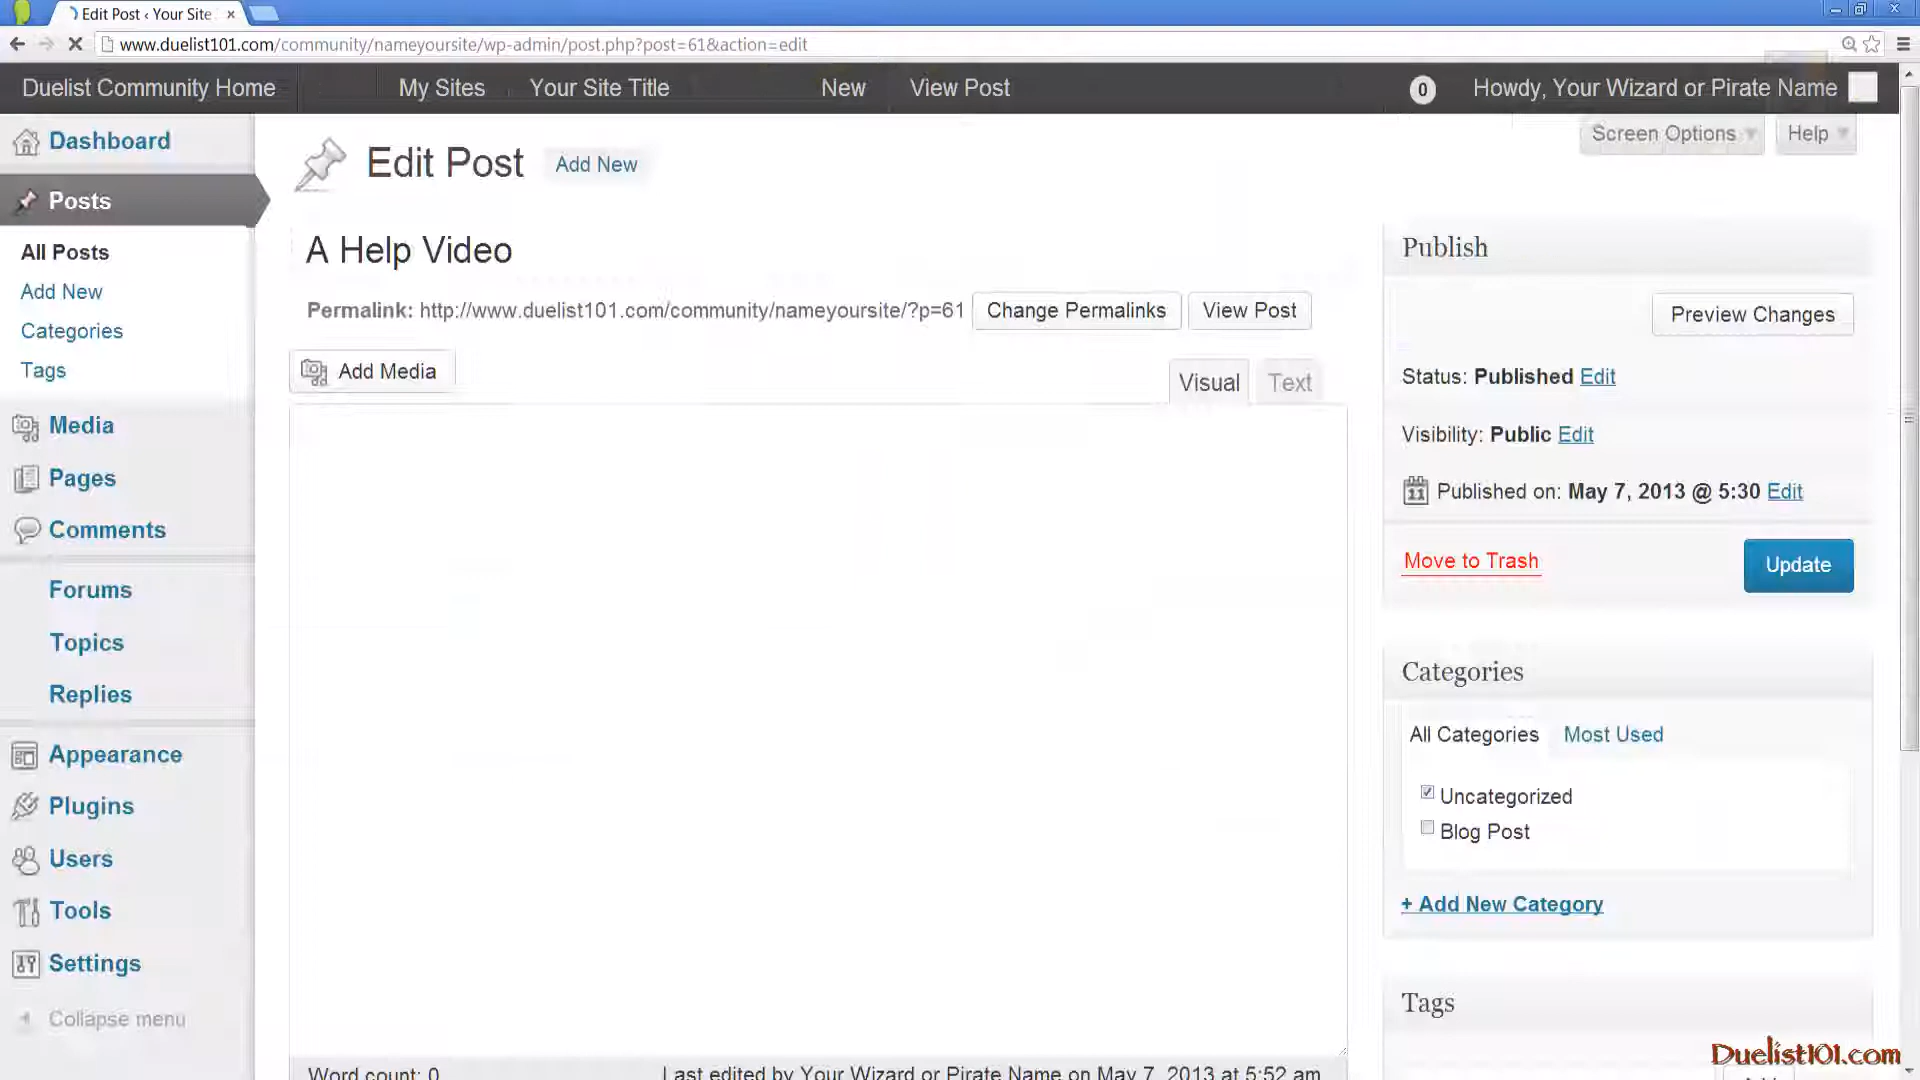 Edit Post ‹ Your Site
www.duelist101.com/community/nameyoursite/wp-admin/post.php?post=61&action=edit
Duelist Community Home My Sites Your Site Title New View Post 0 Howdy, Your Wizard or Pirate Name
Screen Options Help
Dashboard
Posts
All Posts
Add New
Categories
Tags
Media
Pages
Comments
Forums
Topics
Replies
Appearance
Plugins
Users
Tools
Settings
Collapse menu
Edit Post Add New
A Help Video
Permalink: http://www.duelist101.com/community/nameyoursite/?p=61 Change Permalinks View Post
Add Media
Visual Text
Word count: 0 Last edited by Your Wizard or Pirate Name on May 7, 2013 at 5:52 am
Publish
Preview Changes
Status: Published Edit
Visibility: Public Edit
Published on: May 7, 2013 @ 5:30 Edit
Move to Trash Update
Categories
All Categories Most Used
Uncategorized
Blog Post
+ Add New Category
Tags
Duelist101.com